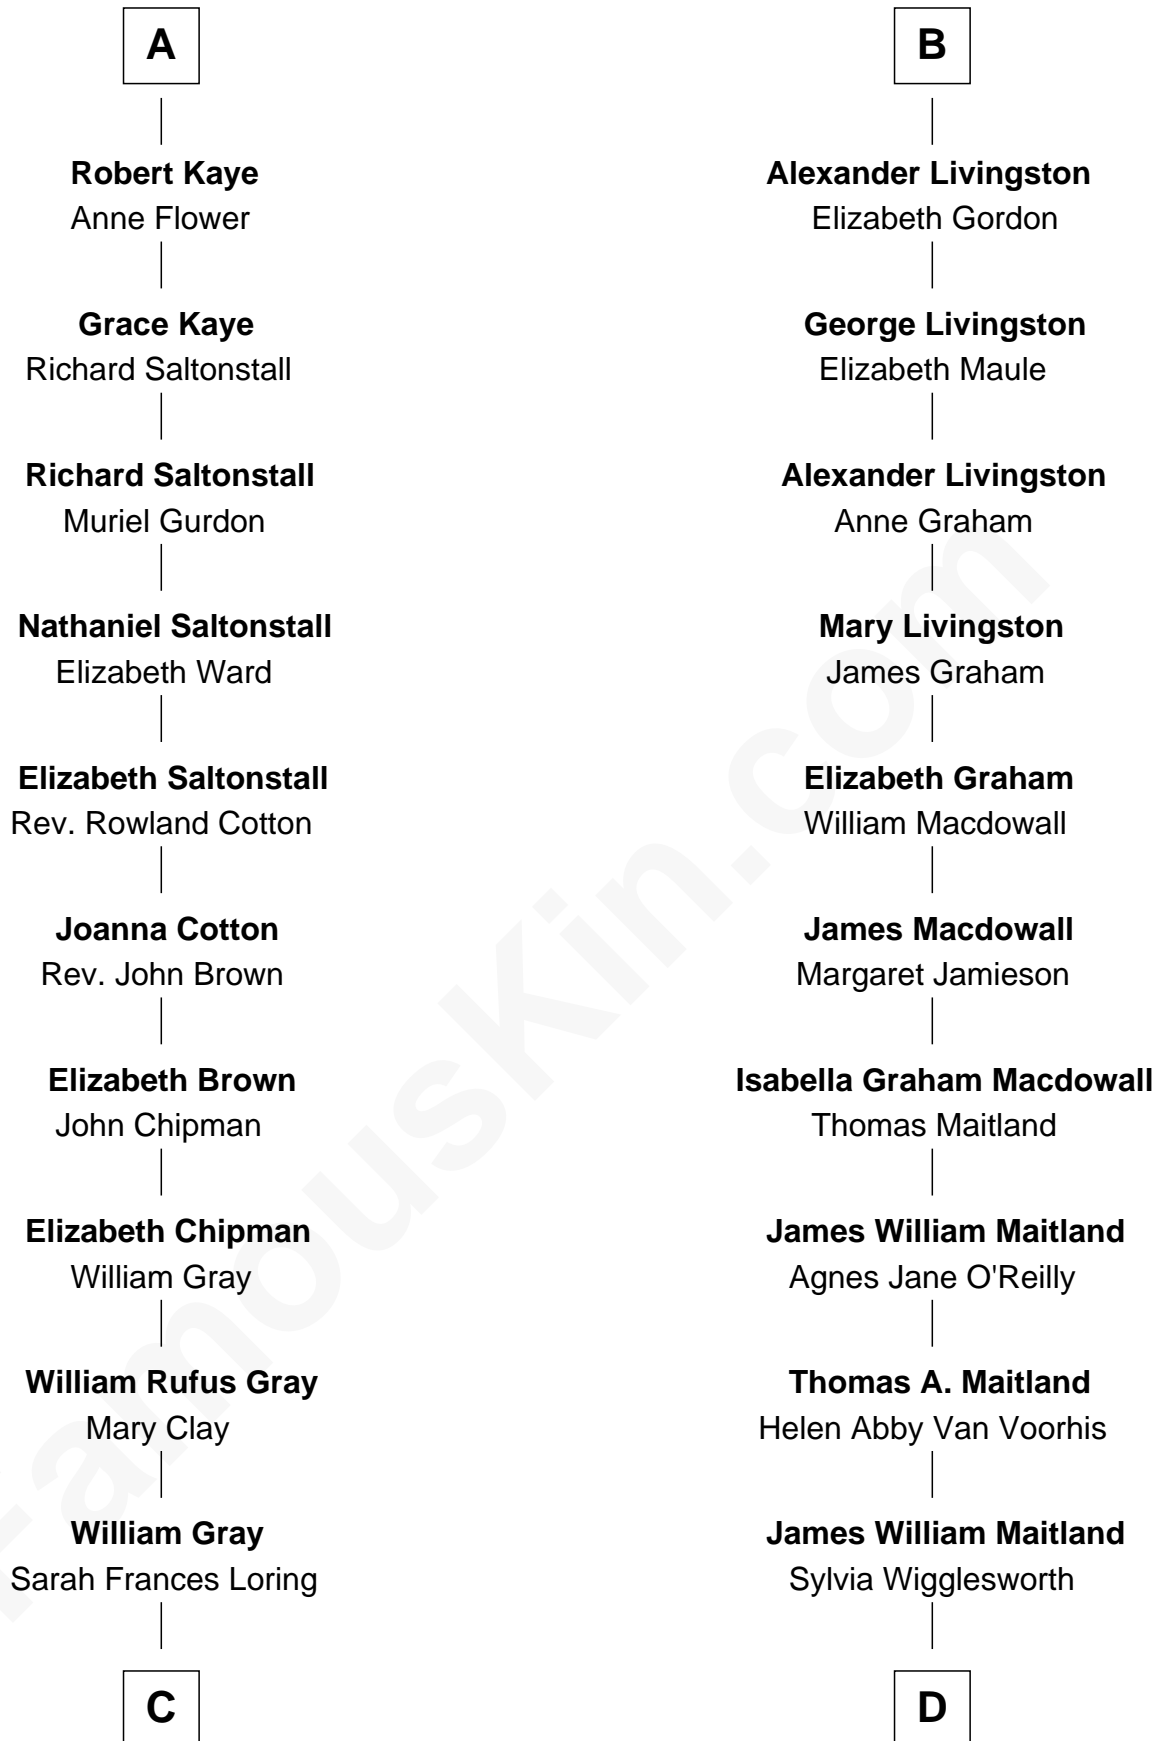 A
Robert Kaye
Anne Flower
Grace Kaye
Richard Saltonstall
Richard Saltonstall
Muriel Gurdon
Nathaniel Saltonstall
Elizabeth Ward
Elizabeth Saltonstall
Rev. Rowland Cotton
Joanna Cotton
Rev. John Brown
Elizabeth Brown
John Chipman
Elizabeth Chipman
William Gray
William Rufus Gray
Mary Clay
William Gray
Sarah Frances Loring
C
B
Alexander Livingston
Elizabeth Gordon
George Livingston
Elizabeth Maule
Alexander Livingston
Anne Graham
Mary Livingston
James Graham
Elizabeth Graham
William Macdowall
James Macdowall
Margaret Jamieson
Isabella Graham Macdowall
Thomas Maitland
James William Maitland
Agnes Jane O'Reilly
Thomas A. Maitland
Helen Abby Van Voorhis
James William Maitland
Sylvia Wigglesworth
D
FamousKin.com